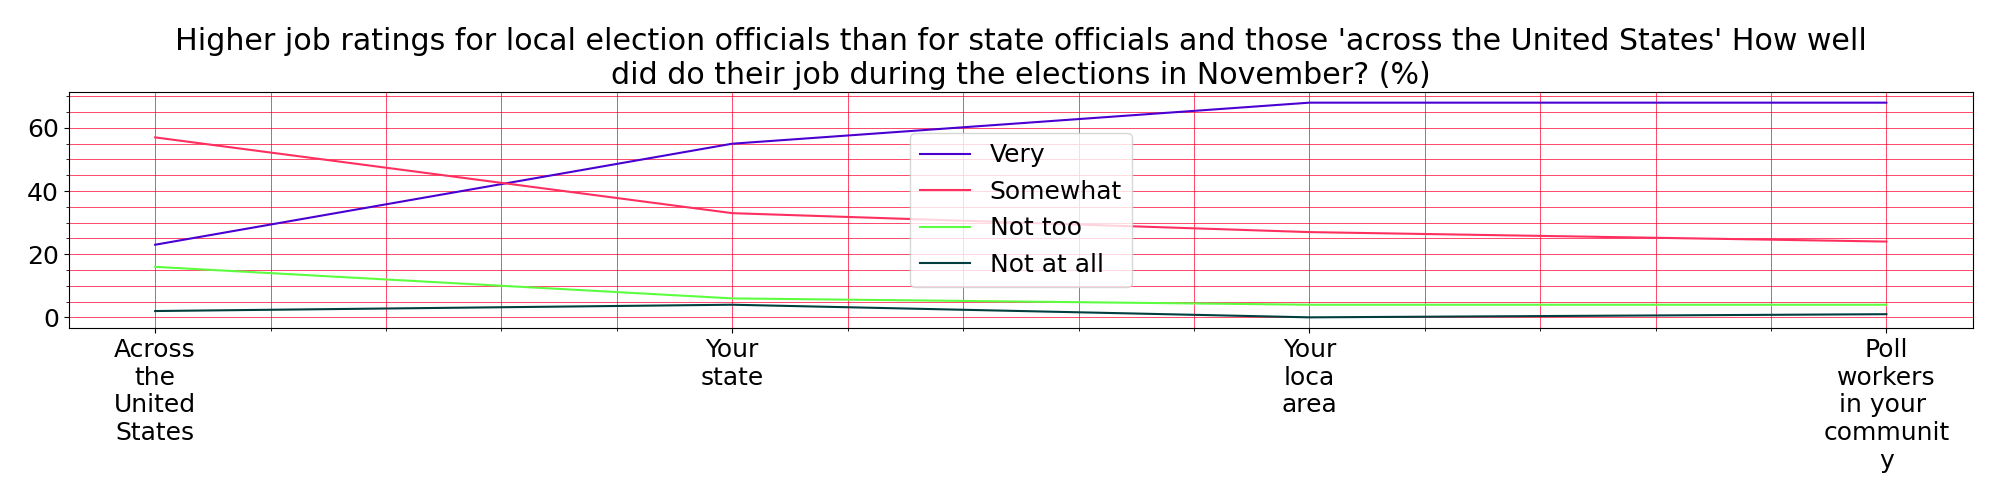 Higher job ratings for local election officials than for state officials and those 'across the United States' How well
did do their job during the elections in November? (%)
60
40
20
0
Very
Somewhat
Not too
Not at all
Across
the
United
States
Your
state
Your
loca
area
Poll
workers
in your
communit
y